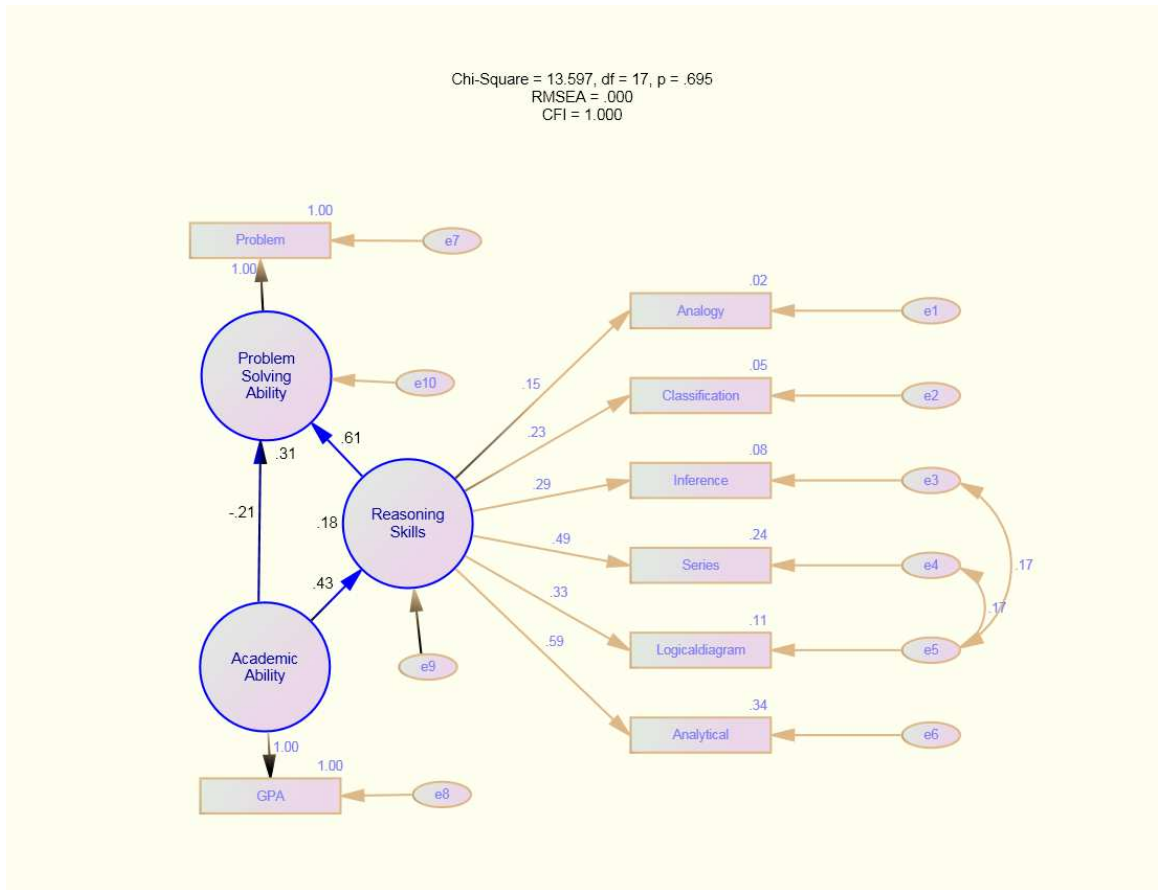 Chi-Square = 13.597, df = 17, p = .695
RMSEA = .000
CFI = 1.000
1.00
Problem
e7
1.00
Problem
Solving
Ability
e10
.31
.61
-.21
.18
Reasoning
Skills
.43
e9
Academic
Ability
1.00
1.00
GPA
e8
.02
Analogy
e1
.15
.05
Classification
e2
.23
.08
Inference
e3
.29
.24
Series
e4
.49
.17
.17
.11
Logicaldiagram
e5
.33
.34
Analytical
e6
.59